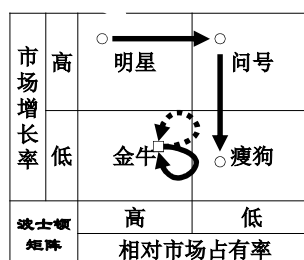 市场增长率
高 明星 问号
低 金牛 瘦狗
波士顿 高 低
矩阵 相对市场占有率